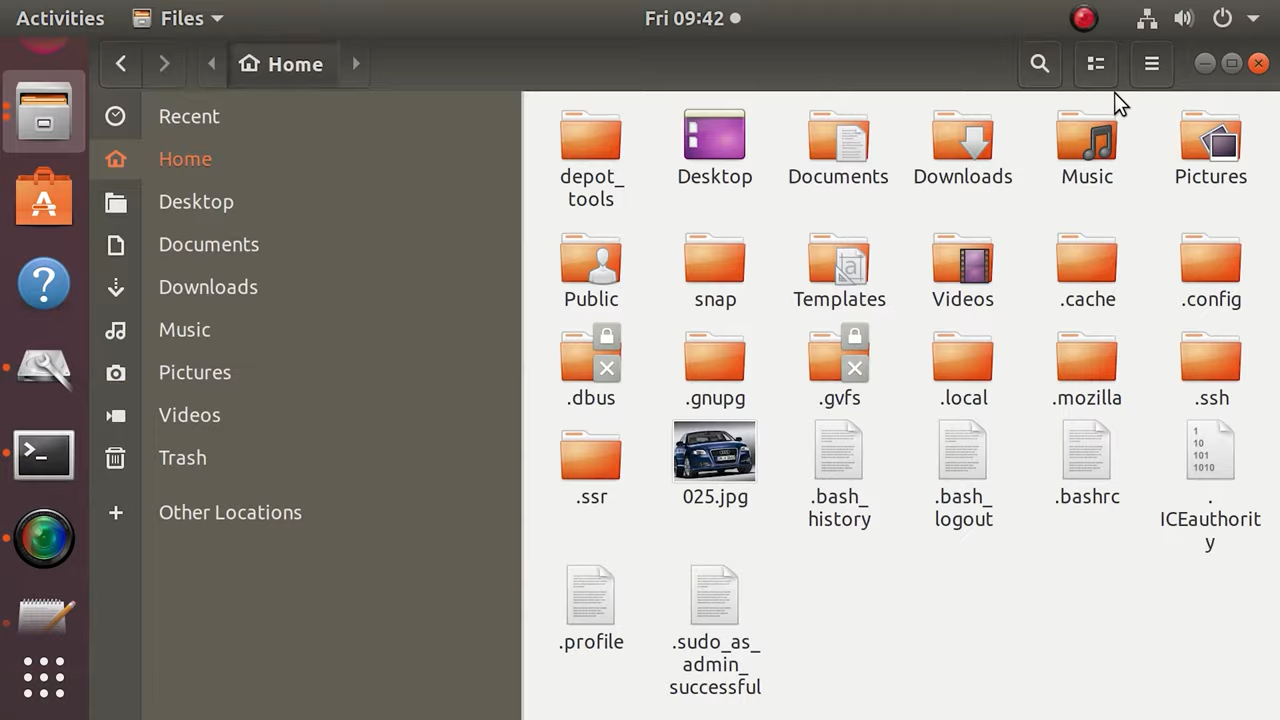 Activities
Files
Fri 09:42
Home
Recent
Home
Desktop
Documents
Downloads
Music
Pictures
Videos
Trash
Other Locations
depot_
tools
Desktop
Documents
Downloads
Music
Pictures
Public
snap
Templates
Videos
.cache
.config
.dbus
.gnupg
.gvfs
.local
.mozilla
.ssh
.ssr
025.jpg
.bash_
history
.bash_
logout
.bashrc
.
ICEauthorit
y
.profile
.sudo_as_
admin_
successful